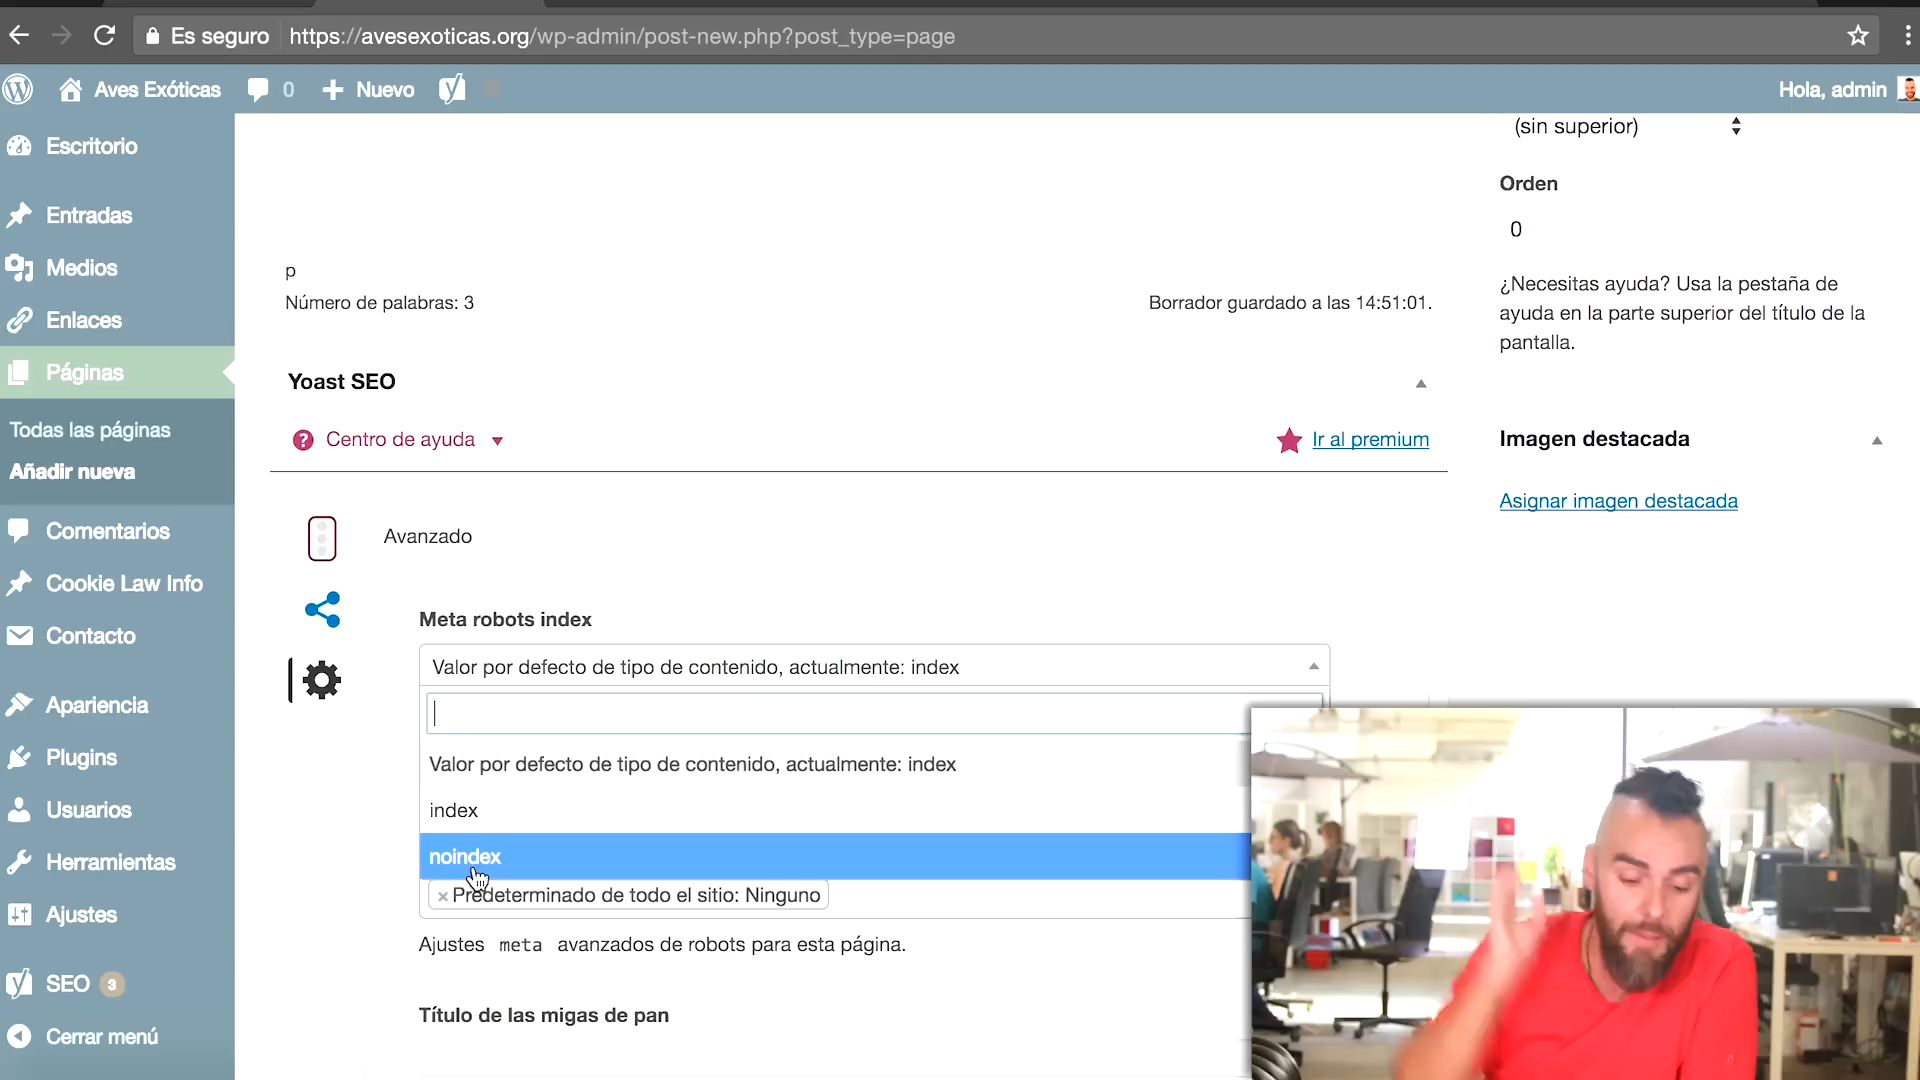 Es seguro
https://avesexoticas.org/wp-admin/post-new.php?post_type=page
Aves Exóticas
0
Nuevo
Hola, admin
Escritorio
Entradas
Medios
Enlaces
Páginas
Todas las páginas
Añadir nueva
Comentarios
Cookie Law Info
Contacto
Apariencia
Plugins
Usuarios
Herramientas
Ajustes
SEO 3
Cerrar menú
p
Número de palabras: 3
Borrador guardado a las 14:51:01.
Yoast SEO
Centro de ayuda
Ir al premium
Avanzado
Meta robots index
Valor por defecto de tipo de contenido, actualmente: index
Valor por defecto de tipo de contenido, actualmente: index
index
noindex
× Predeterminado de todo el sitio: Ninguno
Ajustes meta avanzados de robots para esta página.
Título de las migas de pan
(sin superior)
Orden
0
¿Necesitas ayuda? Usa la pestaña de
ayuda en la parte superior del título de la
pantalla.
Imagen destacada
Asignar imagen destacada